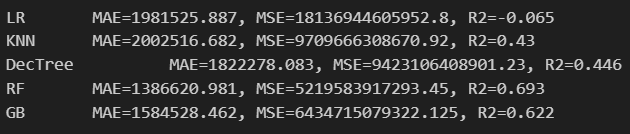 LR MAE=1981525.887, MSE=18136944605952.8, R2=-0.065
KNN MAE=2002516.682, MSE=9709666308670.92, R2=0.43
DecTree MAE=1822278.083, MSE=9423106408901.23, R2=0.446
RF MAE=1386620.981, MSE=5219583917293.45, R2=0.693
GB MAE=1584528.462, MSE=6434715079322.125, R2=0.622